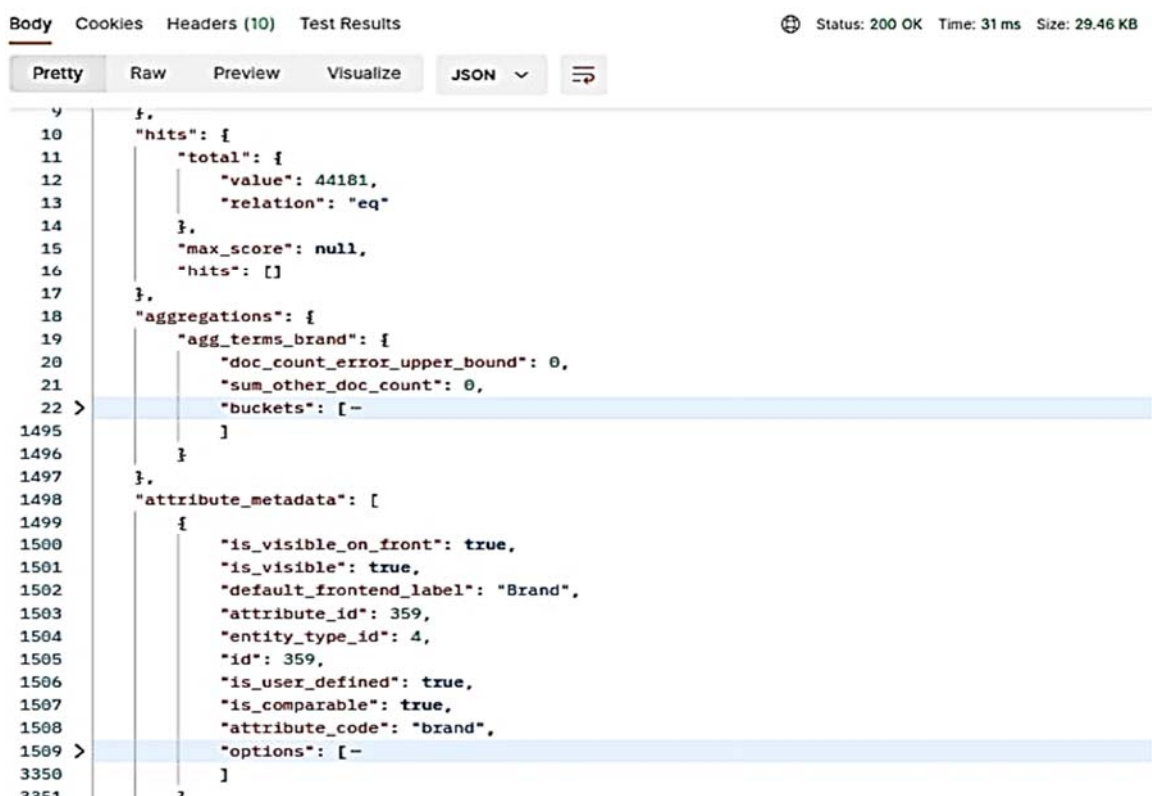 Body Cookies Headers (10) Test Results Status: 200 OK Time: 31 ms Size: 29.46 KB
Pretty Raw Preview Visualize JSON
9 },
10 "hits": {
11 "total": {
12 "value": 44181,
13 "relation": "eq"
14 },
15 "max_score": null,
16 "hits": []
17 },
18 "aggregations": {
19 "agg_terms_brand": {
20 "doc_count_error_upper_bound": 0,
21 "sum_other_doc_count": 0,
22 "buckets": [
1495 ]
1496 }
1497 },
1498 "attribute_metadata": [
1499 {
1500 "is_visible_on_front": true,
1501 "is_visible": true,
1502 "default_frontend_label": "Brand",
1503 "attribute_id": 359,
1504 "entity_type_id": 4,
1505 "id": 359,
1506 "is_user_defined": true,
1507 "is_comparable": true,
1508 "attribute_code": "brand",
1509 "options": [
3350 ]
3351 }